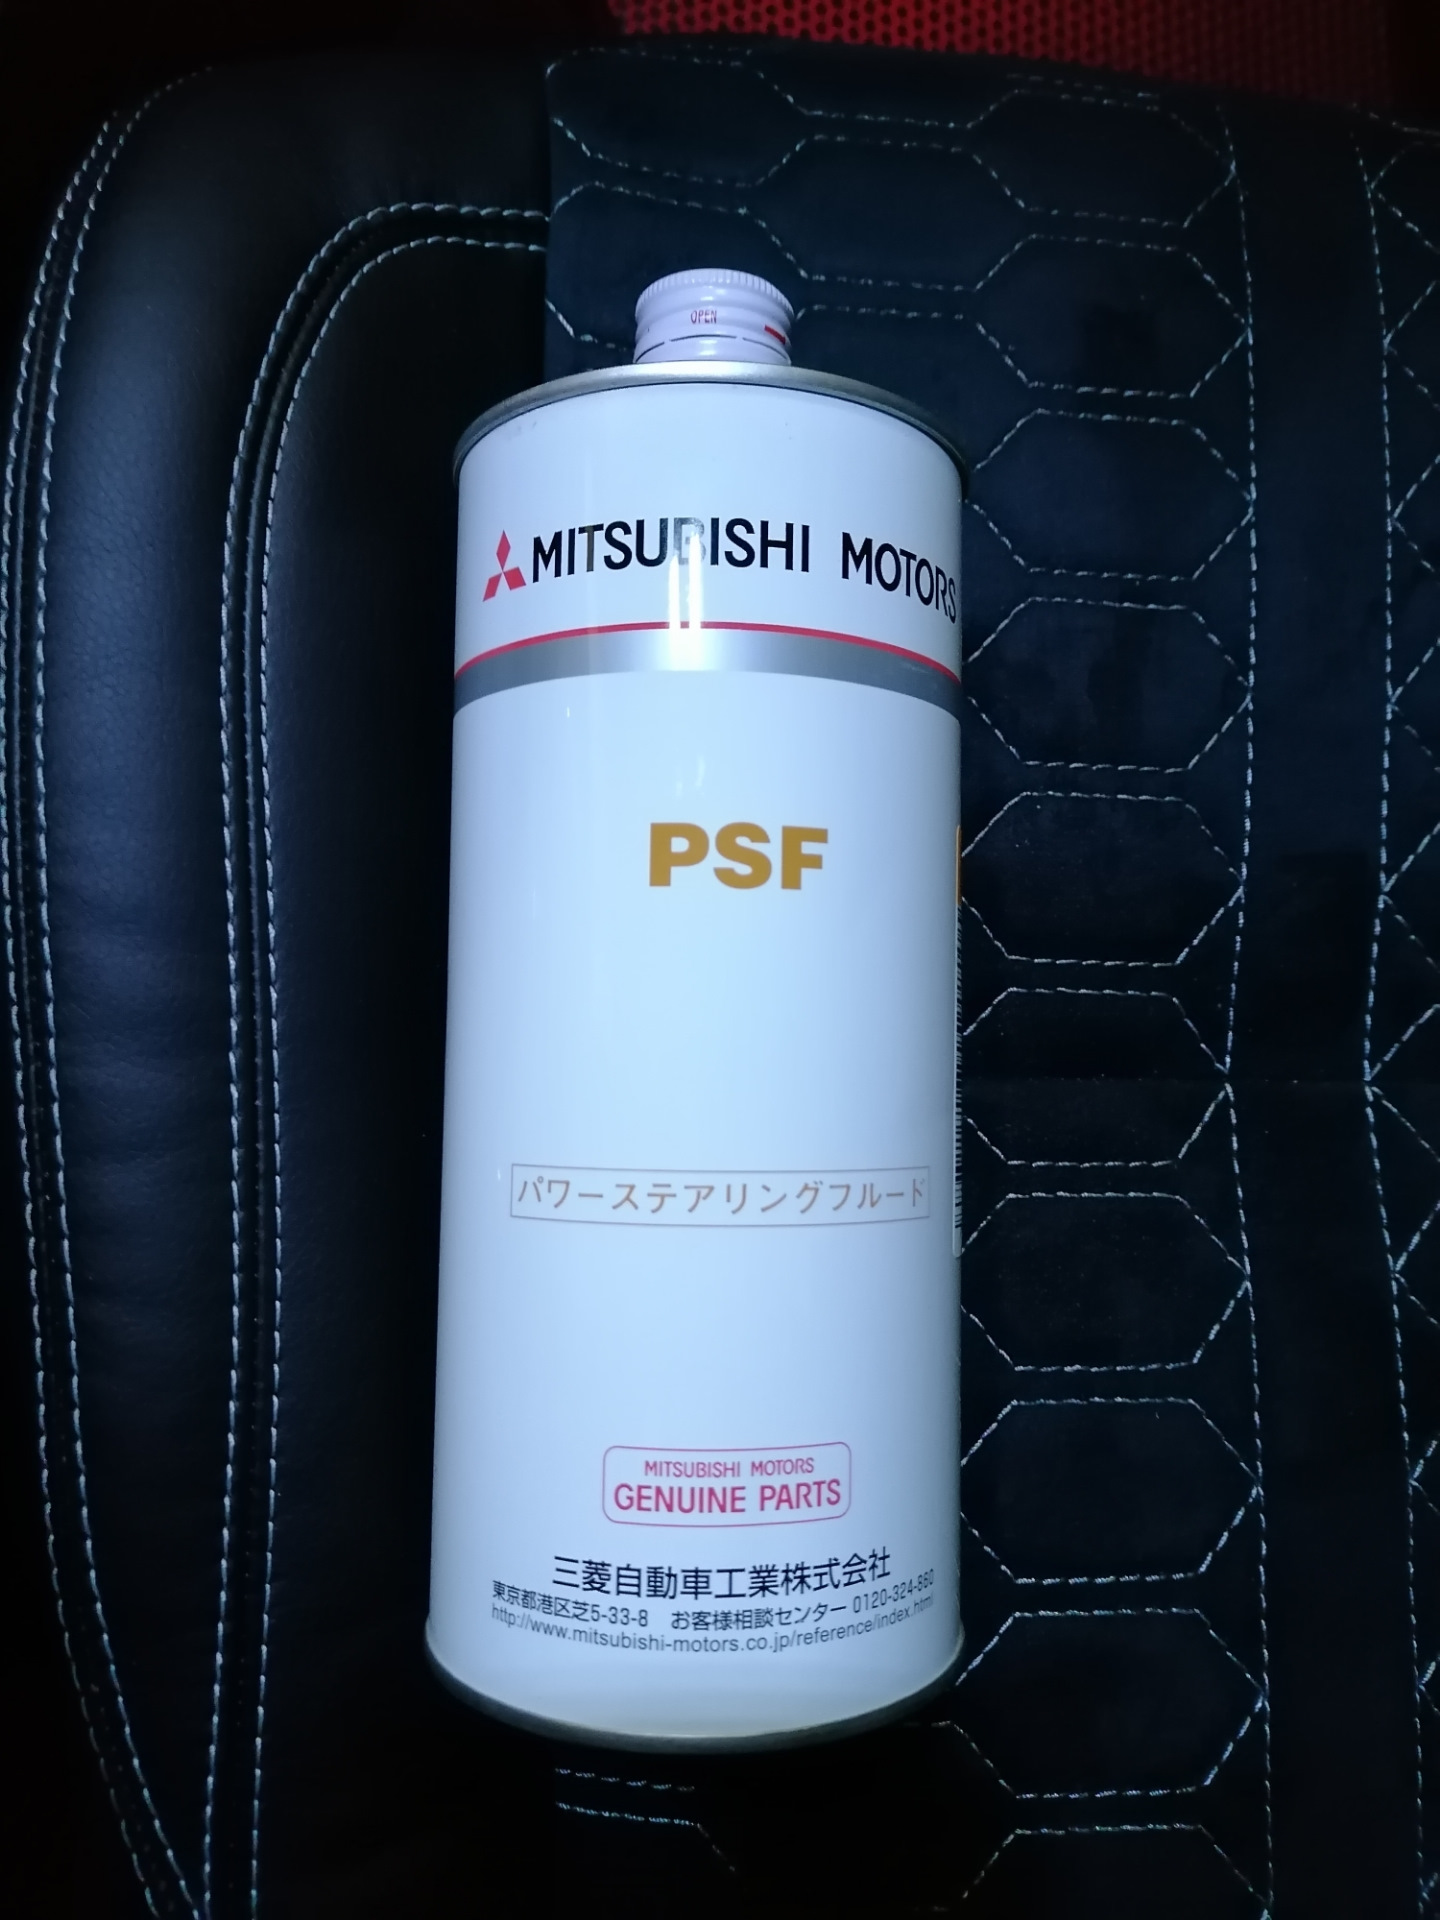 OPEN
MITSUBISHI MOTORS
PSF
パワーステアリングフルード
MITSUBISHI MOTORS
GENUINE PARTS
三菱自動車工業株式会社
東京都港区芝5-33-8 お客様相談センター 0120-324-860
http://www.mitsubishi-motors.co.jp/reference/index.html